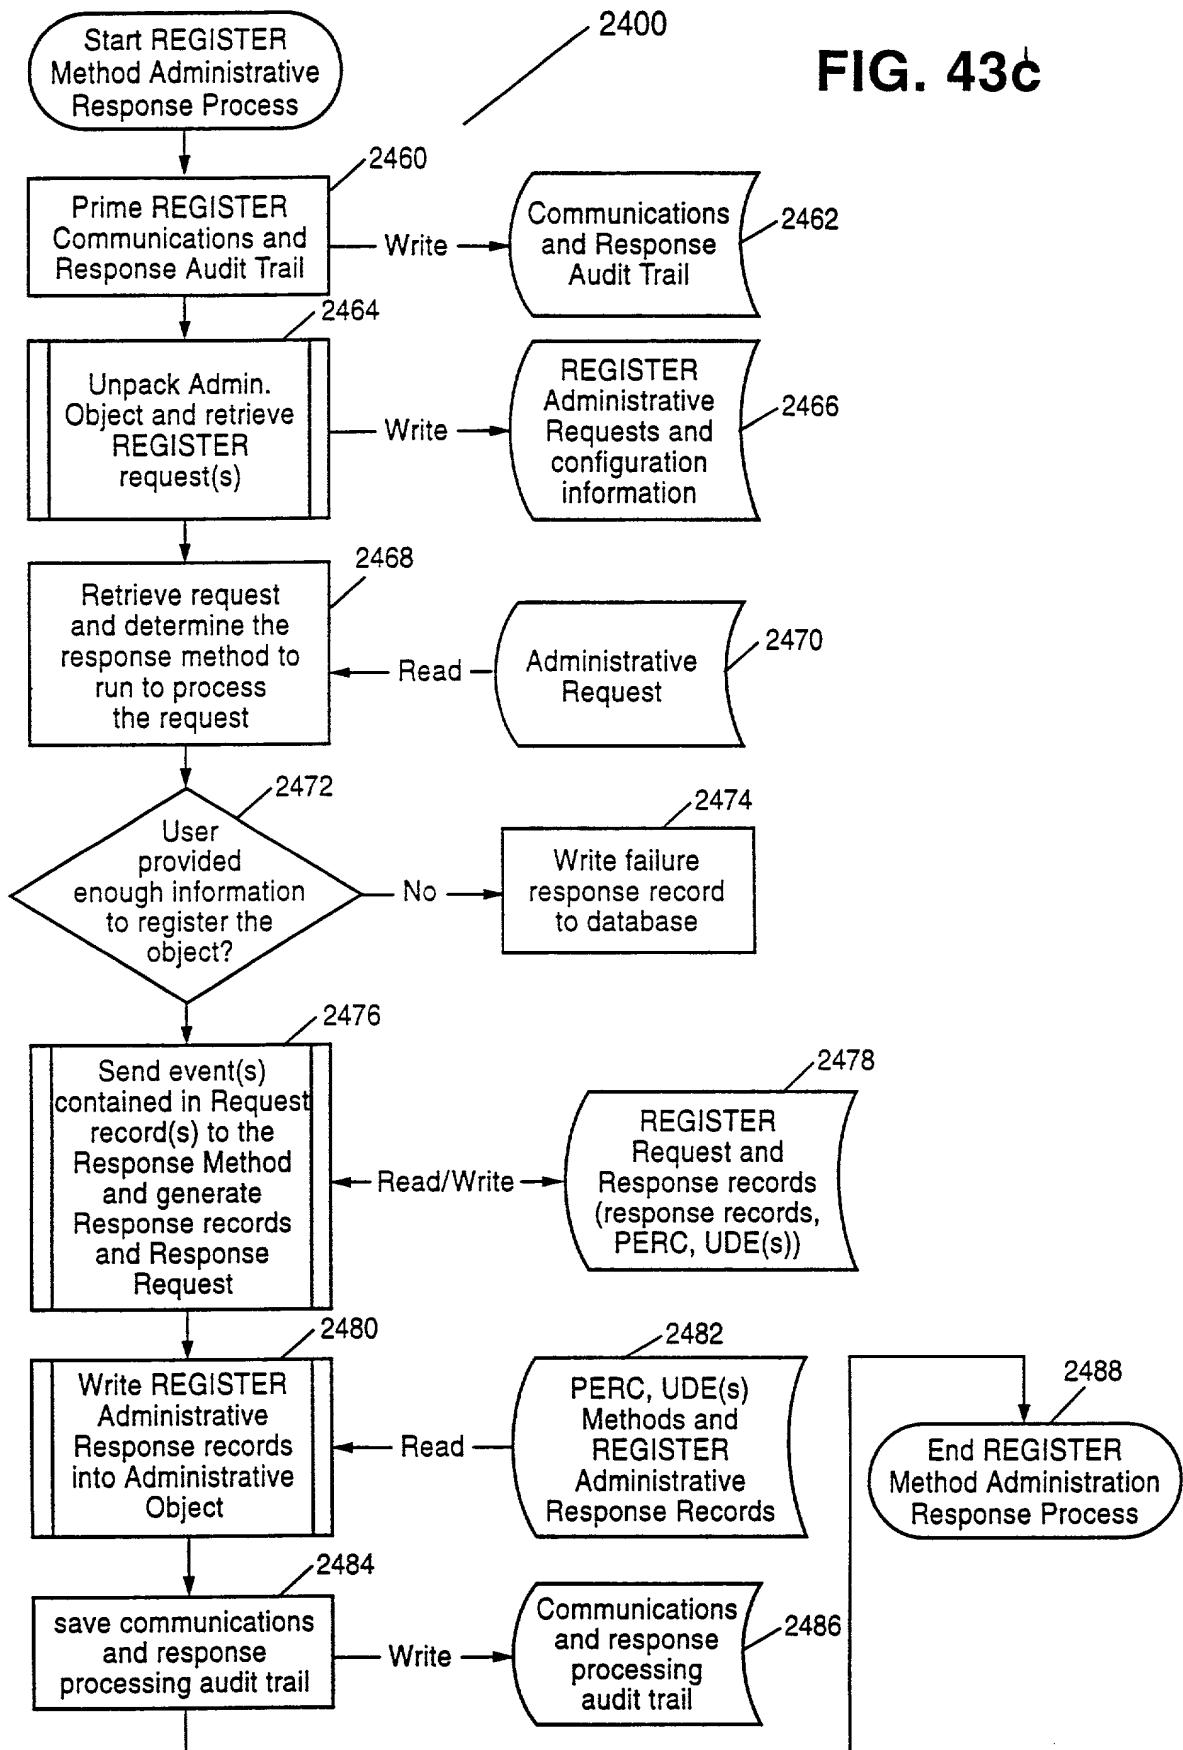 2400
FIG. 43c
Start REGISTER
Method Administrative
Response Process
2460
Prime REGISTER
Communications and
Response Audit Trail
Write
Communications
and Response
Audit Trail
2462
2464
Unpack Admin.
Object and retrieve
REGISTER
request(s)
Write
REGISTER
Administrative
Requests and
configuration
information
2466
2468
Retrieve request
and determine the
response method to
run to process
the request
Read
Administrative
Request
2470
2472
User
provided
enough information
to register the
object?
No
2474
Write failure
response record
to database
2476
Send event(s)
contained in Request
record(s) to the
Response Method
and generate
Response records
and Response
Request
Read/Write
2478
REGISTER
Request and
Response records
(response records,
PERC, UDE(s))
2480
Write REGISTER
Administrative
Response records
into Administrative
Object
Read
2482
PERC, UDE(s)
Methods and
REGISTER
Administrative
Response Records
2488
End REGISTER
Method Administration
Response Process
2484
save communications
and response
processing audit trail
Write
Communications
and response
processing
audit trail
2486